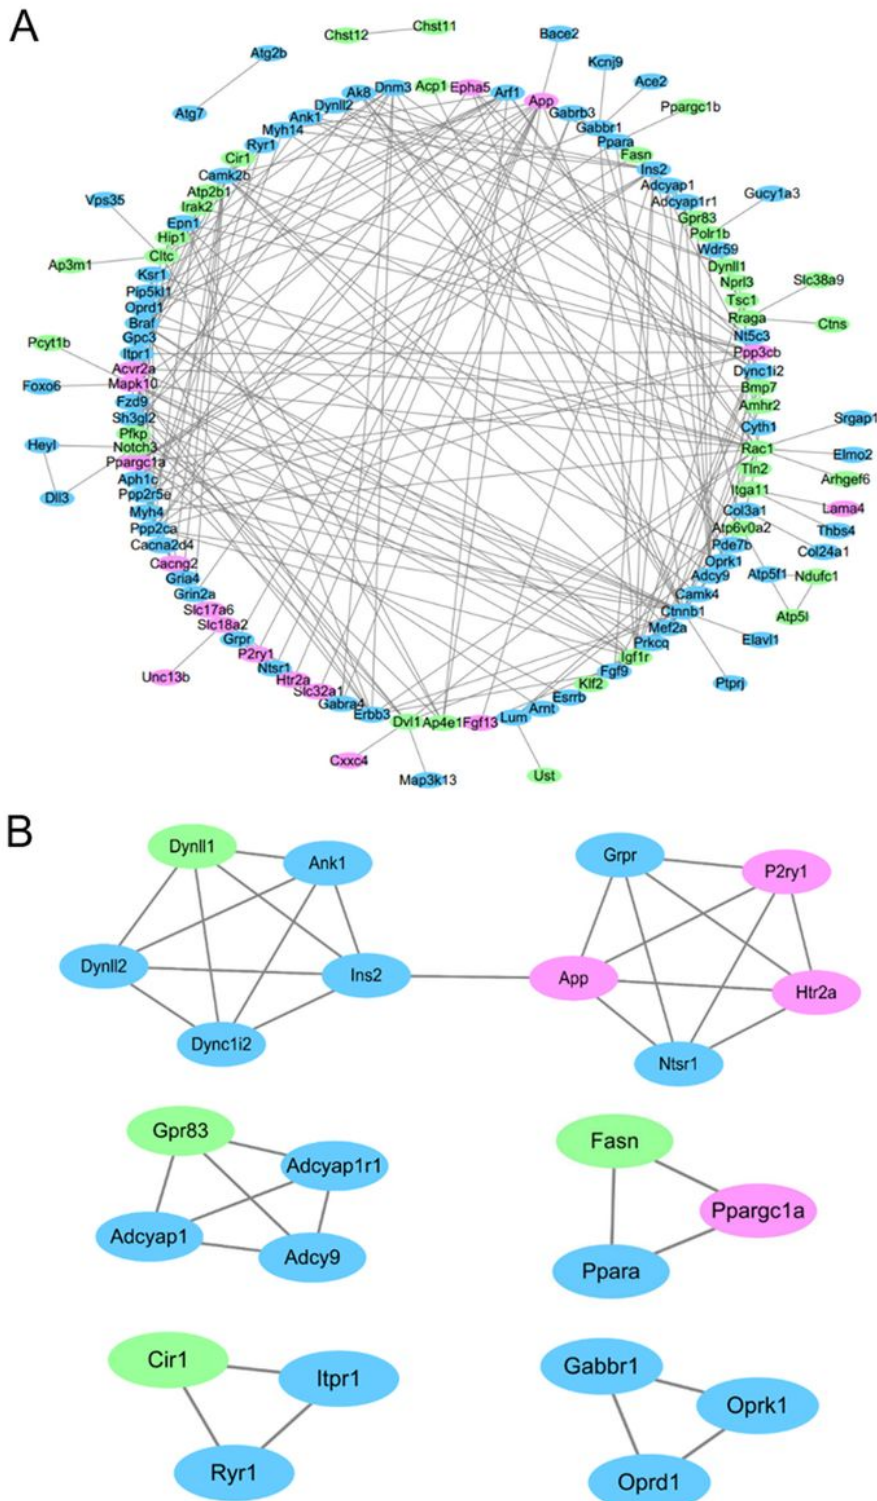 A
Chst12
Chst11
Atg2b
Atg7
Bace2
Kcnj9
Ace2
Ppargc1b
Gucy1a3
Slc38a9
Ctns
Srgap1
Elmo2
Arhgef6
Lama4
Thbs4
Col24a1
Atp5f1
Ndufc1
Atp5l
Elavl1
Ptprj
Ust
Map3k13
Cxxc4
Unc13b
Dll3
Heyl
Foxo6
Pcyt1b
Ap3m1
Vps35
Acp1
Epha5
Arf1
App
Gabrb3
Gabbr1
Ppara
Fasn
Ins2
Adcyap1
Adcyap1r1
Gpr83
Polr1b
Wdr59
Dynll1
Nprl3
Tsc1
Rraga
Nt5c3
Ppp3cb
Dync1i2
Bmp7
Amhr2
Cyth1
Rac1
Tln2
Itga11
Col3a1
Atp6v0a2
Pde7b
Oprk1
Adcy9
Camk4
Ctnnb1
Mef2a
Prkcq
Igf1r
Fgf9
Klf2
Esrrb
Arnt
Lum
Fgf13
Ap4e1
Dvl1
Erbb3
Gabra4
Slc32a1
Htr2a
Ntsr1
P2ry1
Grpr
Slc18a2
Slc17a6
Grin2a
Gria4
Cacng2
Cacna2d4
Ppp2ca
Myh4
Ppp2r5e
Aph1c
Ppargc1a
Notch3
Pfkp
Sh3gl2
Fzd9
Mapk10
Acvr2a
Itpr1
Gpc3
Braf
Oprd1
Pip5kl1
Ksr1
Cltc
Hip1
Epn1
Irak2
Atp2b1
Camk2b
Cir1
Ryr1
Myh14
Ank1
Dynll2
Ak8
Dnm3
B
Dynll1
Ank1
Dynll2
Ins2
Dync1i2
Grpr
P2ry1
App
Htr2a
Ntsr1
Gpr83
Adcyap1r1
Adcyap1
Adcy9
Fasn
Ppargc1a
Ppara
Cir1
Itpr1
Ryr1
Gabbr1
Oprk1
Oprd1